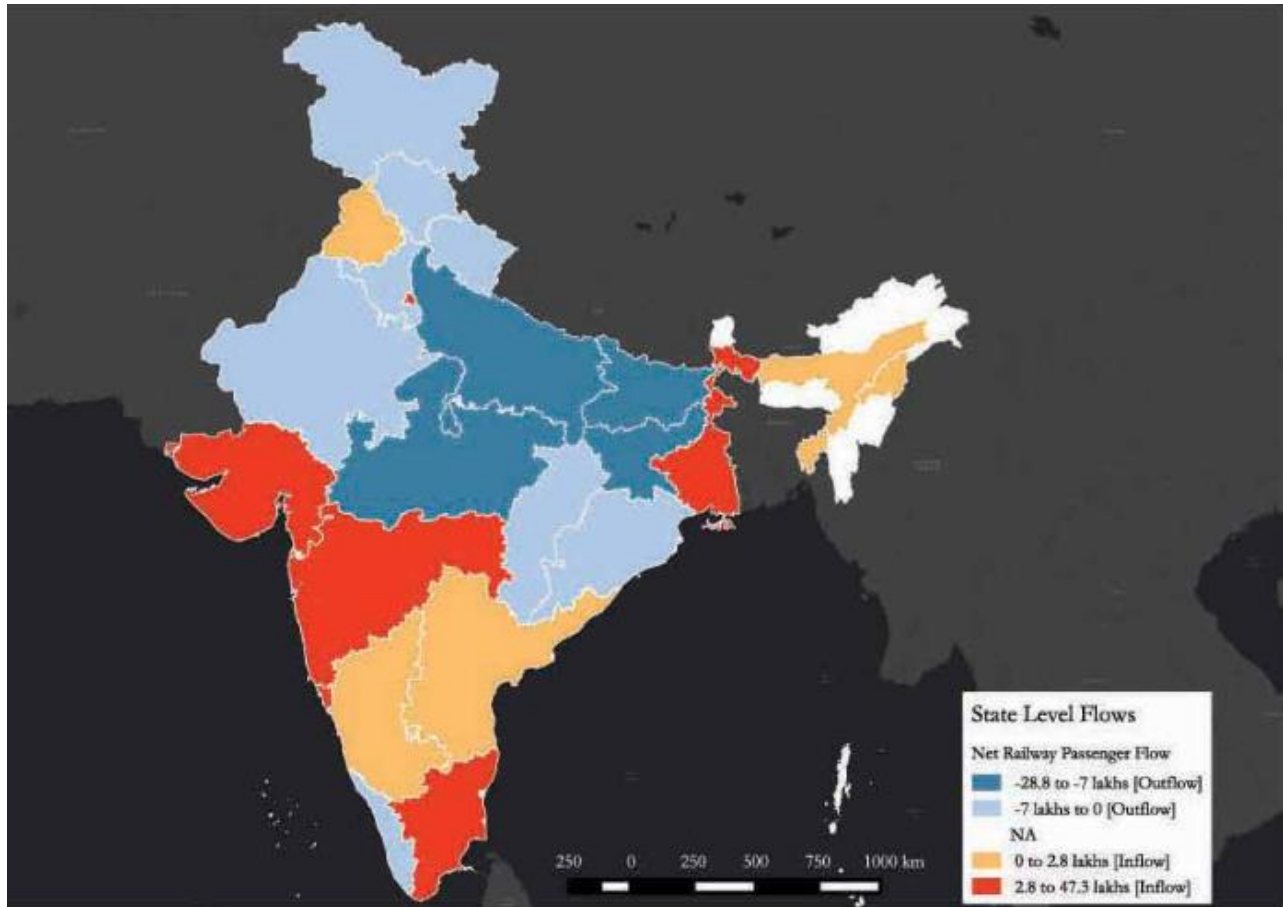 State Level Flows
Net Railway Passenger Flow
-28.8 to -7 lakhs [Outflow]
-7 lakhs to 0 [Outflow]
NA
0 to 2.8 lakhs [Inflow]
2.8 to 47.3 lakhs [Inflow]
250 0 250 500 750 1000 km